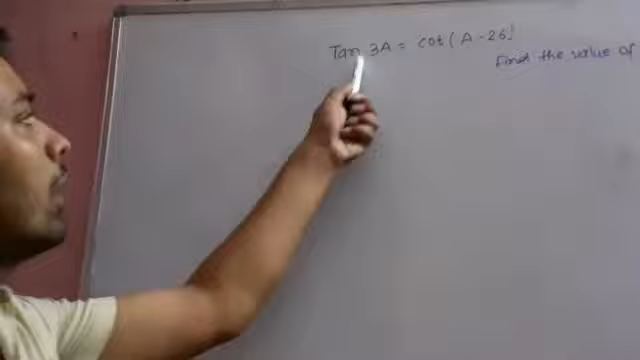 Tan 3A = cot(A - 26)
Find the value of